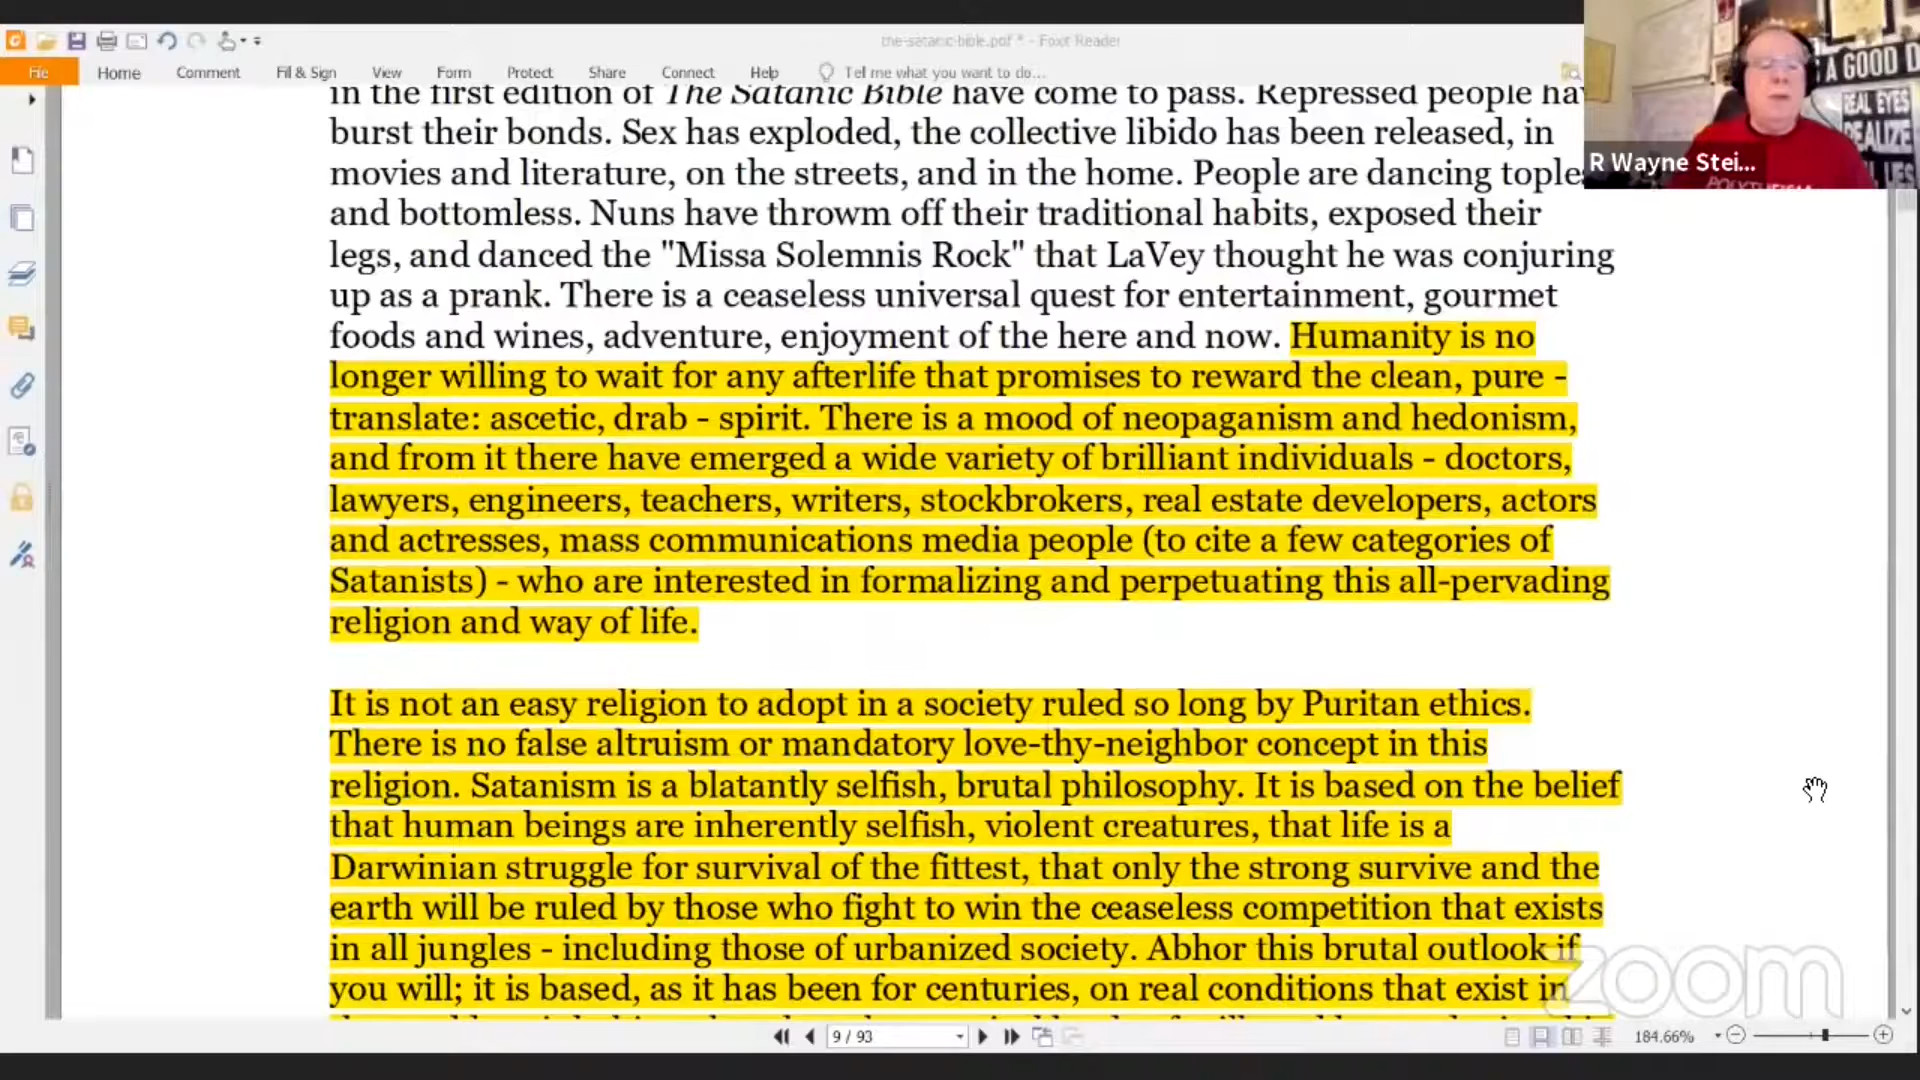 the-satanic-bible.pdf * - Foxit Reader
File Home Comment Fill & Sign View Form Protect Share Connect Help Tell me what you want to do...
in the first edition of The Satanic Bible have come to pass. Repressed people hav
burst their bonds. Sex has exploded, the collective libido has been released, in
movies and literature, on the streets, and in the home. People are dancing toples
and bottomless. Nuns have throwm off their traditional habits, exposed their
legs, and danced the "Missa Solemnis Rock" that LaVey thought he was conjuring
up as a prank. There is a ceaseless universal quest for entertainment, gourmet
foods and wines, adventure, enjoyment of the here and now. Humanity is no
longer willing to wait for any afterlife that promises to reward the clean, pure -
translate: ascetic, drab - spirit. There is a mood of neopaganism and hedonism,
and from it there have emerged a wide variety of brilliant individuals - doctors,
lawyers, engineers, teachers, writers, stockbrokers, real estate developers, actors
and actresses, mass communications media people (to cite a few categories of
Satanists) - who are interested in formalizing and perpetuating this all-pervading
religion and way of life.
It is not an easy religion to adopt in a society ruled so long by Puritan ethics.
There is no false altruism or mandatory love-thy-neighbor concept in this
religion. Satanism is a blatantly selfish, brutal philosophy. It is based on the belief
that human beings are inherently selfish, violent creatures, that life is a
Darwinian struggle for survival of the fittest, that only the strong survive and the
earth will be ruled by those who fight to win the ceaseless competition that exists
in all jungles - including those of urbanized society. Abhor this brutal outlook if
you will; it is based, as it has been for centuries, on real conditions that exist in
9 / 93
184.66%
zoom
A GOOD D
REAL EYES
REALIZE
LIES
R Wayne Stei...